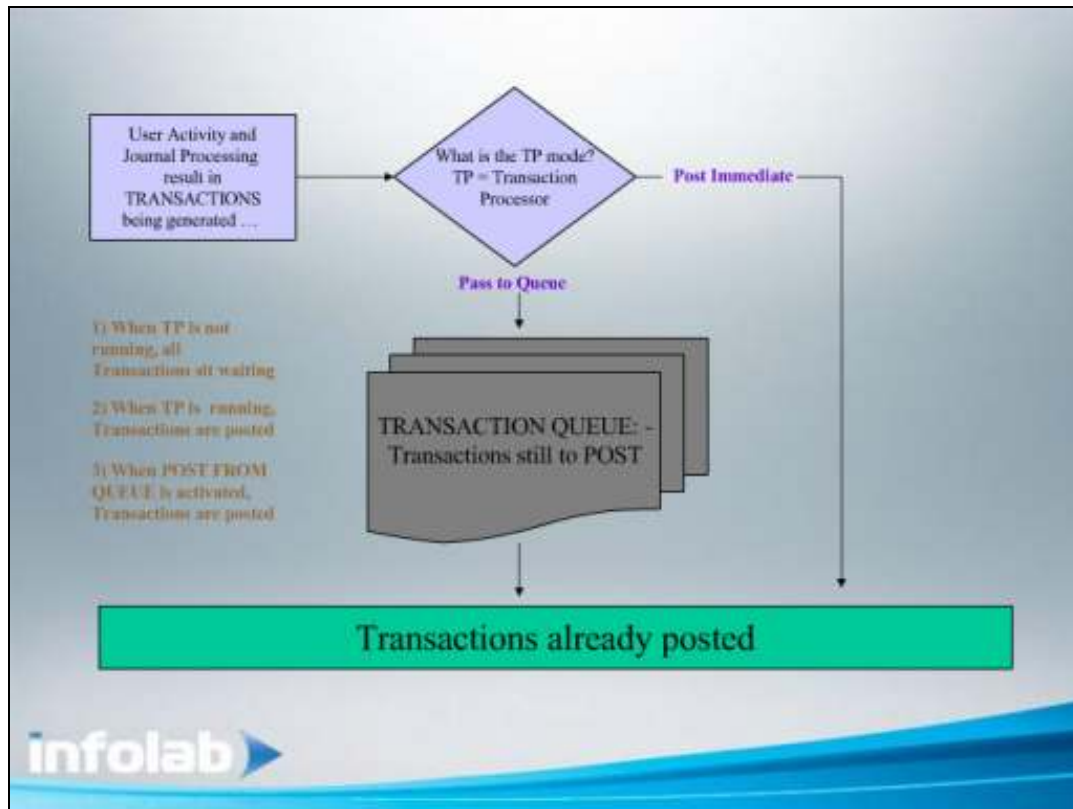 User Activity and
Journal Processing
result in
TRANSACTIONS
being generated …
What is the TP mode?
TP = Transaction
Processor
Post Immediate
Pass to Queue
1) When TP is not
running, all
Transactions sit waiting
2) When TP is running,
Transactions are posted
3) When POST FROM
QUEUE is activated,
Transactions are posted
TRANSACTION QUEUE: -
Transactions still to POST
Transactions already posted
infolab